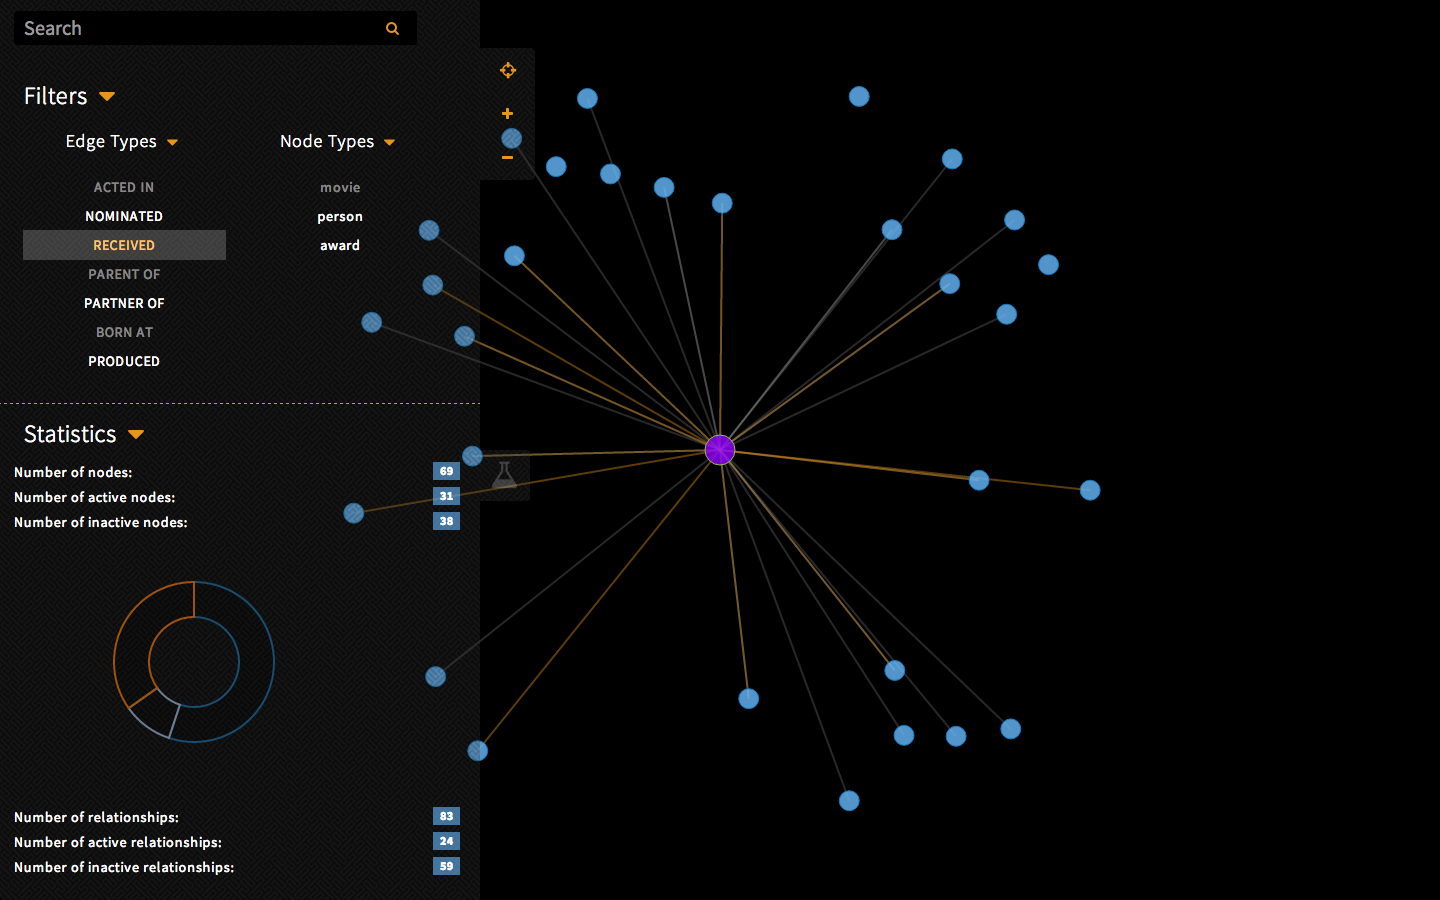 Search
Filters
Edge Types
Node Types
ACTED IN
movie
NOMINATED
person
RECEIVED
award
PARENT OF
PARTNER OF
BORN AT
PRODUCED
Statistics
Number of nodes: 69
Number of active nodes: 31
Number of inactive nodes: 38
Number of relationships: 83
Number of active relationships: 24
Number of inactive relationships: 59